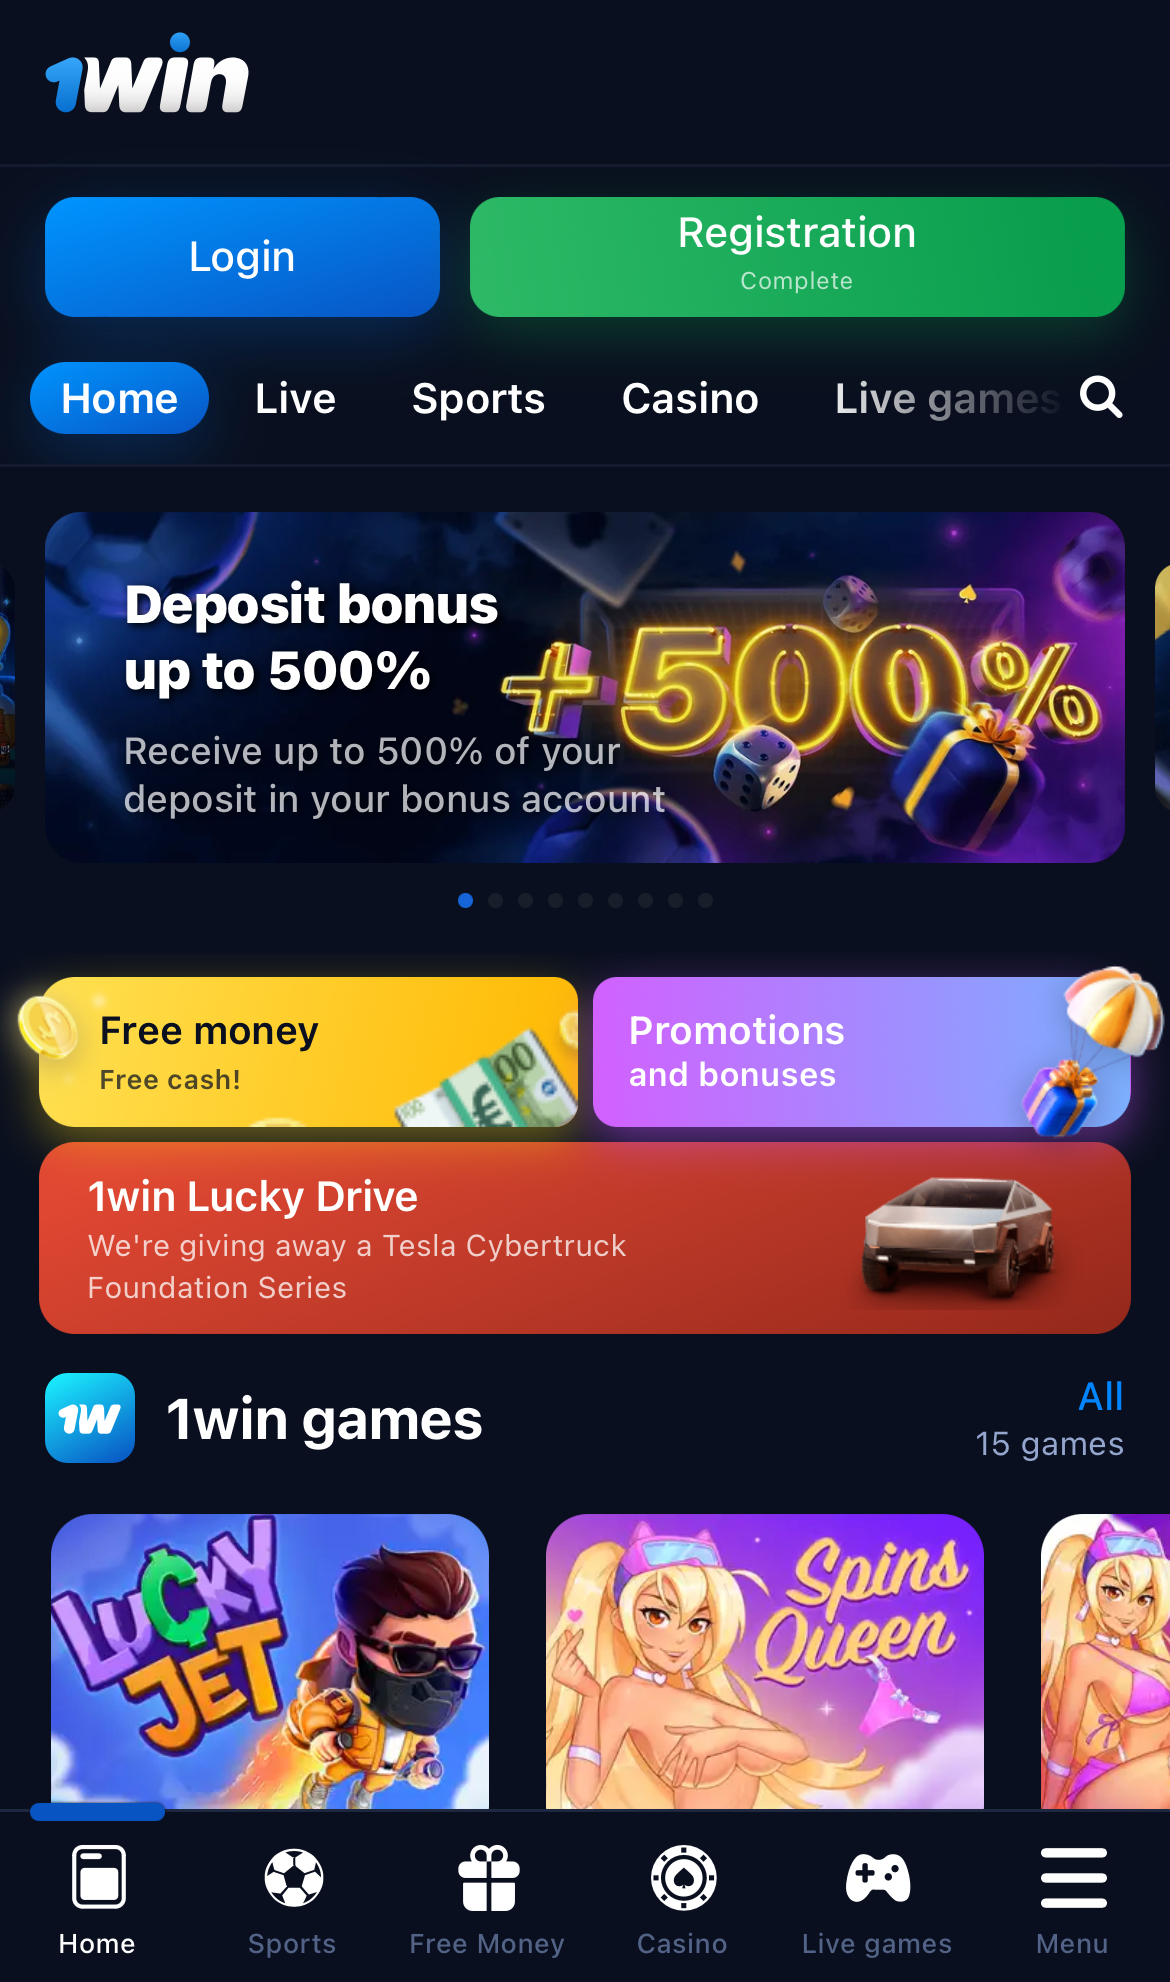 1win
Login
Registration
Complete
Home
Live
Sports
Casino
Live games
Deposit bonus
up to 500%
+500%
Receive up to 500% of your
deposit in your bonus account
Free money
Free cash!
100
€
Promotions
and bonuses
1win Lucky Drive
We're giving away a Tesla Cybertruck
Foundation Series
1w
1win games
All
15 games
LUCKY
JET
Spins
Queen
Home
Sports
Free Money
Casino
Live games
Menu